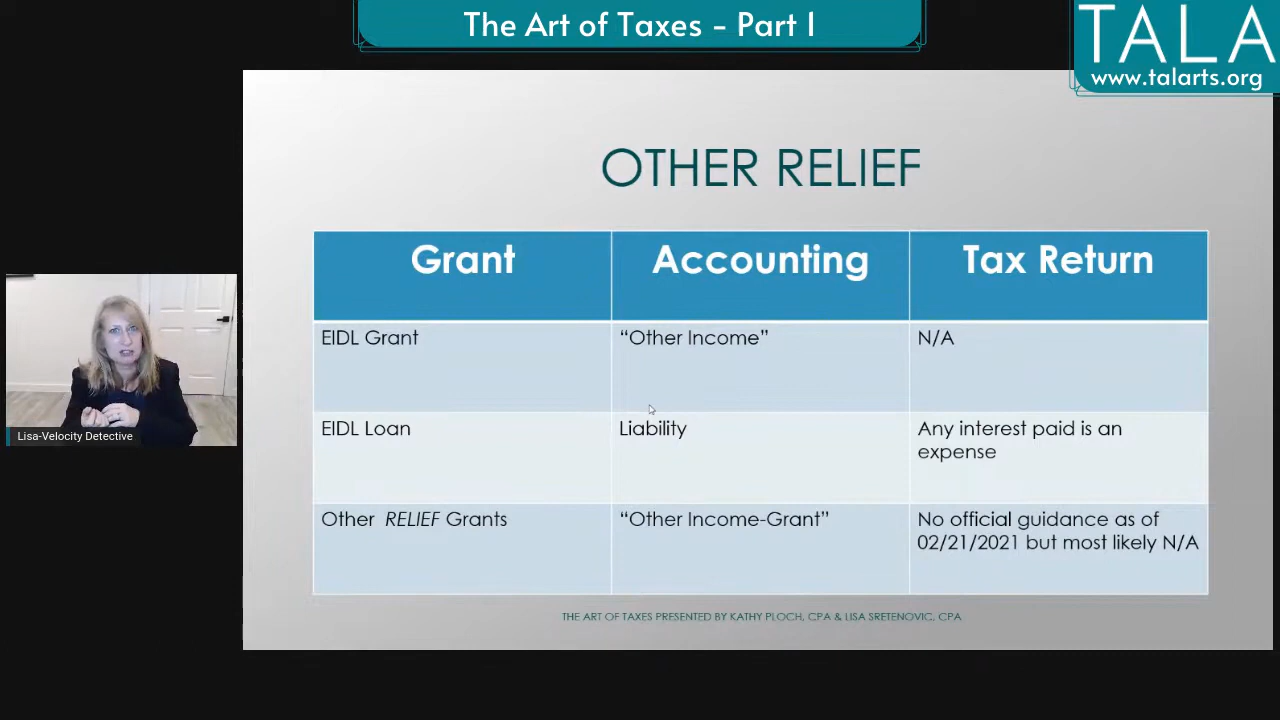 The Art of Taxes - Part I
TALA
www.talarts.org
OTHER RELIEF
Grant
Accounting
Tax Return
EIDL Grant
“Other Income”
N/A
EIDL Loan
Liability
Any interest paid is an
expense
Other RELIEF Grants
“Other Income-Grant”
No official guidance as of
02/21/2021 but most likely N/A
THE ART OF TAXES PRESENTED BY KATHY PLOCH, CPA & LISA SRETENOVIC, CPA
Lisa-Velocity Detective